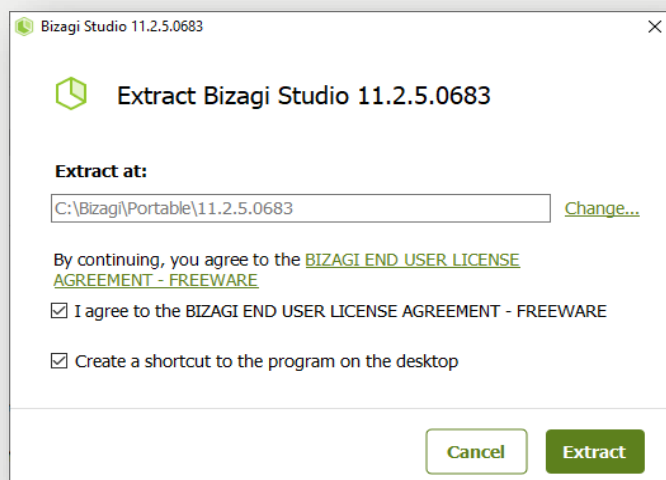 Bizagi Studio 11.2.5.0683
Extract Bizagi Studio 11.2.5.0683
Extract at:
C:\Bizagi\Portable\11.2.5.0683
Change...
By continuing, you agree to the BIZAGI END USER LICENSE
AGREEMENT - FREEWARE
I agree to the BIZAGI END USER LICENSE AGREEMENT - FREEWARE
Create a shortcut to the program on the desktop
Cancel
Extract